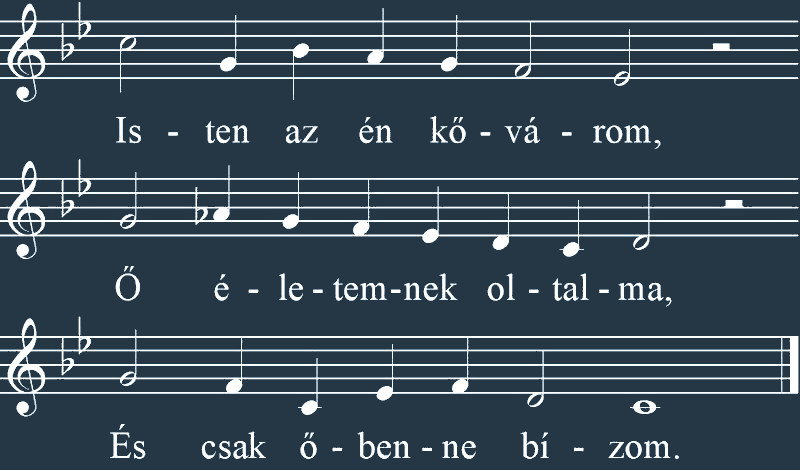 Is - ten az én kő - vá - rom,
Ő é - le - tem-nek ol - tal - ma,
És csak ő - ben - ne bí - zom.